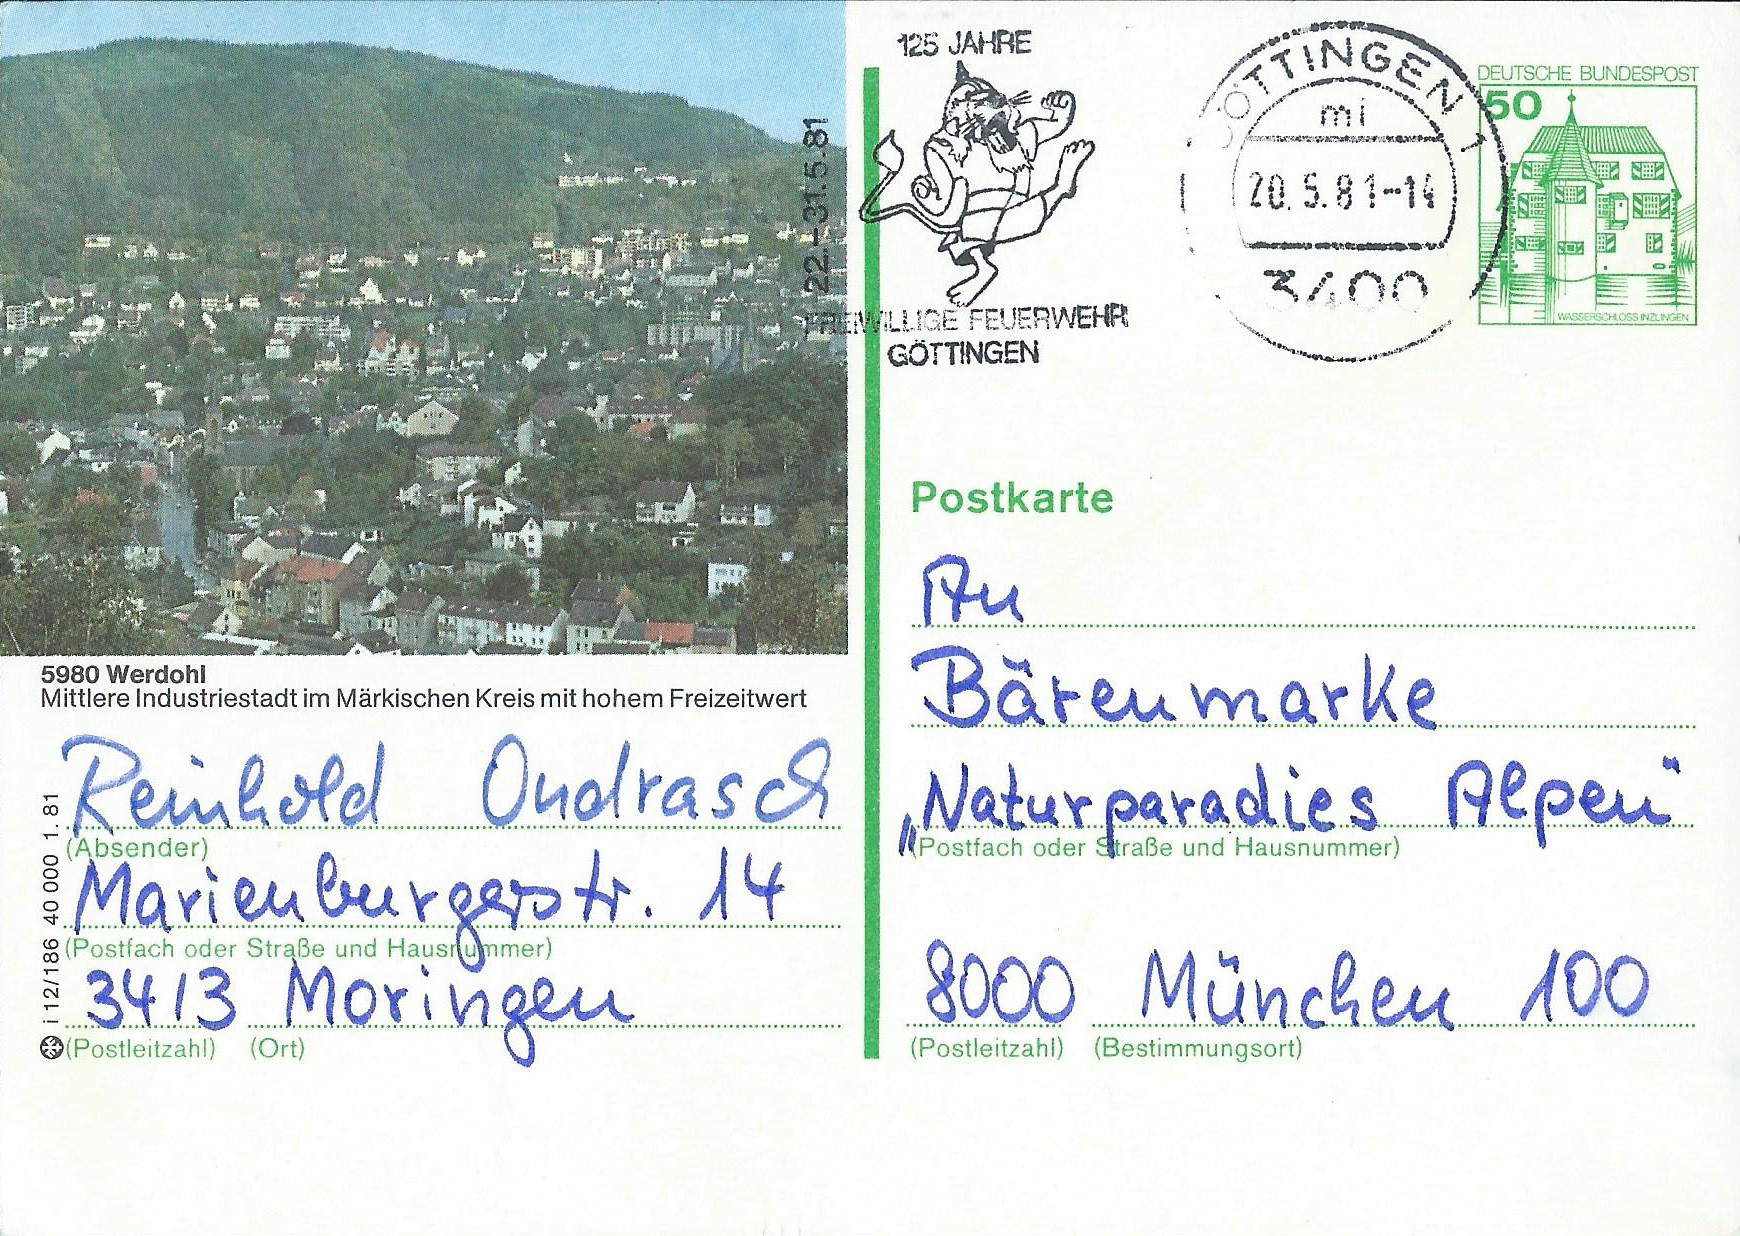 125 JAHRE
22.-31.5.81
FREIWILLIGE FEUERWEHR
GÖTTINGEN
GÖTTINGEN 1
mi
20.5.81-14
3400
DEUTSCHE BUNDESPOST
50
WASSERSCHLOSS INZLINGEN
5980 Werdohl
Mittlere Industriestadt im Märkischen Kreis mit hohem Freizeitwert
Reinhold Ondrasch
(Absender)
Marienburgerstr. 14
(Postfach oder Straße und Hausnummer)
3413 Moringen
(Postleitzahl) (Ort)
i 12/186 40 000 1.81
Postkarte
An
Bärenmarke
„Naturparadies Alpen“
(Postfach oder Straße und Hausnummer)
8000 München 100
(Postleitzahl) (Bestimmungsort)